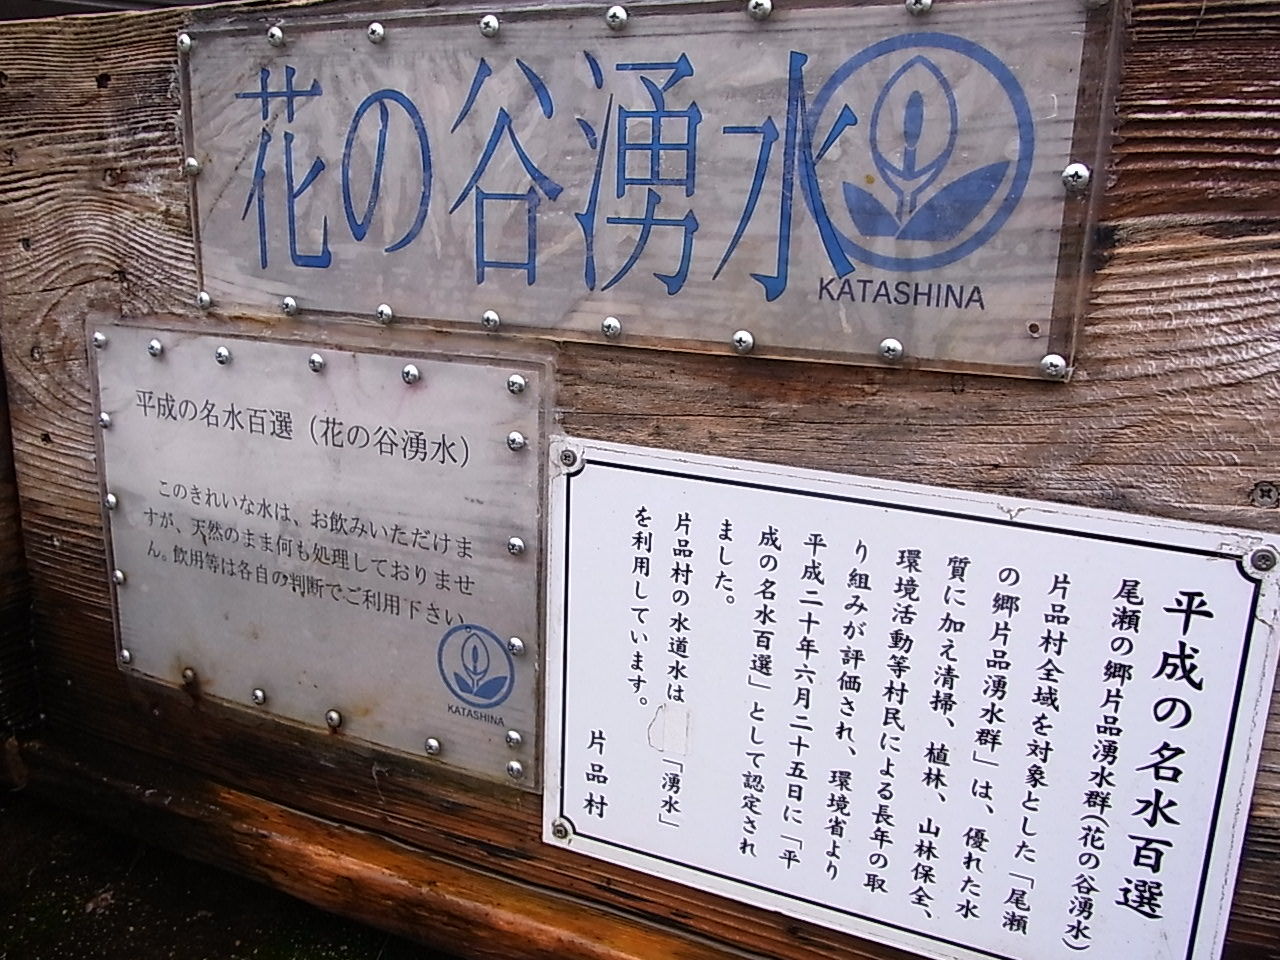 花の谷湧水
KATASHINA
平成の名水百選（花の谷湧水）
このきれいな水は、お飲みいただけま
すが、天然のまま何も処理しておりませ
ん。飲用等は各自の判断でご利用下さい。
KATASHINA
平成の名水百選
尾瀬の郷片品湧水群（花の谷湧水）
片品村全域を対象とした「尾瀬
の郷片品湧水群」は、優れた水
質に加え清掃、植林、山林保全、
環境活動等村民による長年の取
り組みが評価され、環境省より
平成二十年六月二十五日に「平
成の名水百選」として認定され
ました。
片品村の水道水は「湧水」
を利用しています。
片品村